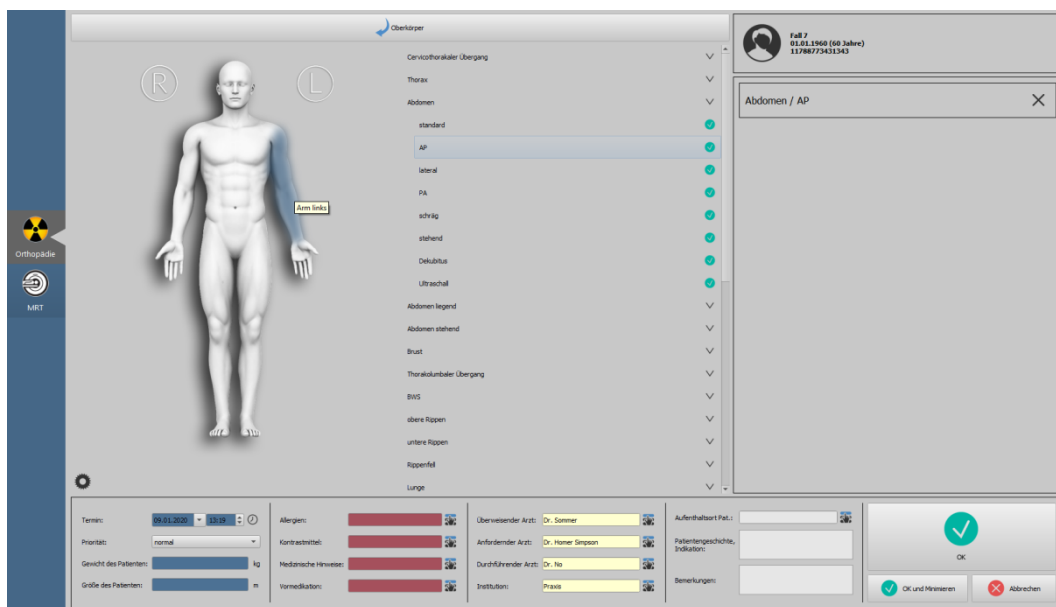 Oberkörper
Fall 7
01.01.1960 (60 Jahre)
11788773431343
R
L
Arm links
Orthopädie
MRT
Cervicothorakaler Übergang
Thorax
Abdomen
standard
AP
lateral
PA
schräg
stehend
Dekubitus
Ultraschall
Abdomen liegend
Abdomen stehend
Brust
Thorakolumbaler Übergang
BWS
obere Rippen
untere Rippen
Rippenfell
Lunge
Abdomen / AP
Termin: 09.01.2020 13:19
Priorität: normal
Gewicht des Patienten: kg
Größe des Patienten: m
Allergien:
Kontrastmittel:
Medizinische Hinweise:
Vormedikation:
Überweisender Arzt: Dr. Sommer
Anfordernder Arzt: Dr. Homer Simpson
Durchführender Arzt: Dr. No
Institution: Praxis
Aufenthaltsort Pat.:
Patientengeschichte,
Indikation:
Bemerkungen:
OK
OK und Minimieren
Abbrechen